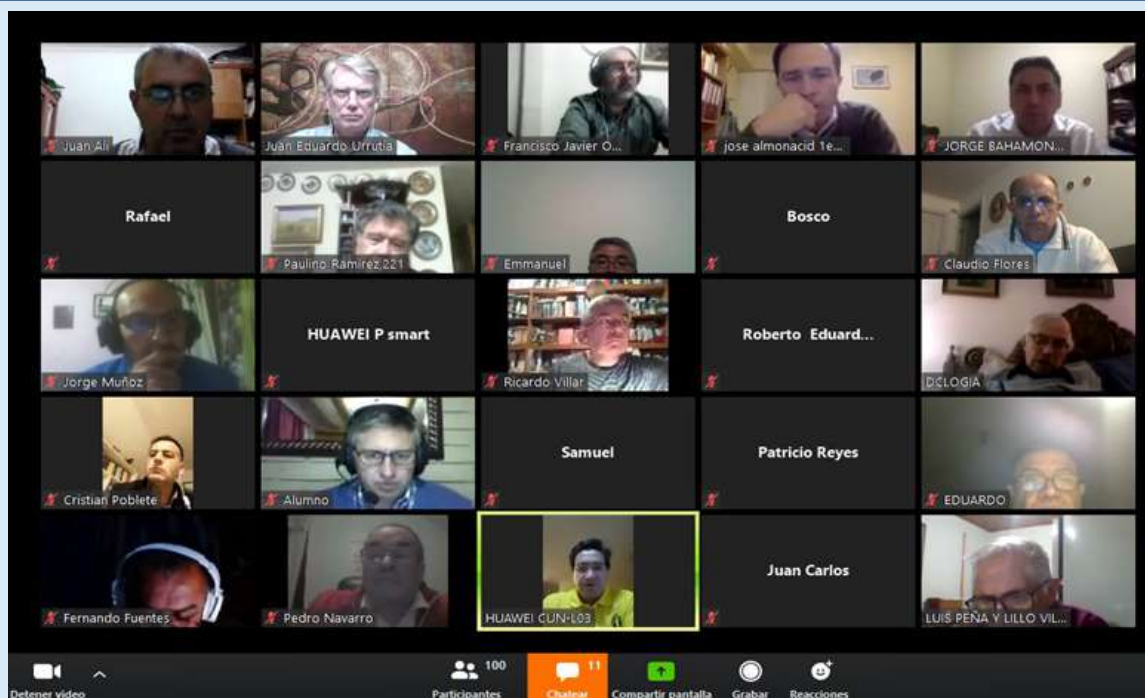 Juan Ali
Juan Eduardo Urrutia
Francisco Javier O...
jose almonacid 1e...
JORGE BAHAMON...
Rafael
Paulino Ramirez 221
Emmanuel
Bosco
Claudio Flores
Jorge Muñoz
HUAWEI P smart
Ricardo Villar
Roberto Eduard...
DCLOGIA
Cristian Poblete
Alumno
Samuel
Patricio Reyes
EDUARDO
Fernando Fuentes
Pedro Navarro
HUAWEI CUN-L03
Juan Carlos
LUIS PEÑA Y LILLO VIL...
Detener video
100
Participantes
11
Chatear
Compartir pantalla
Grabar
Reacciones